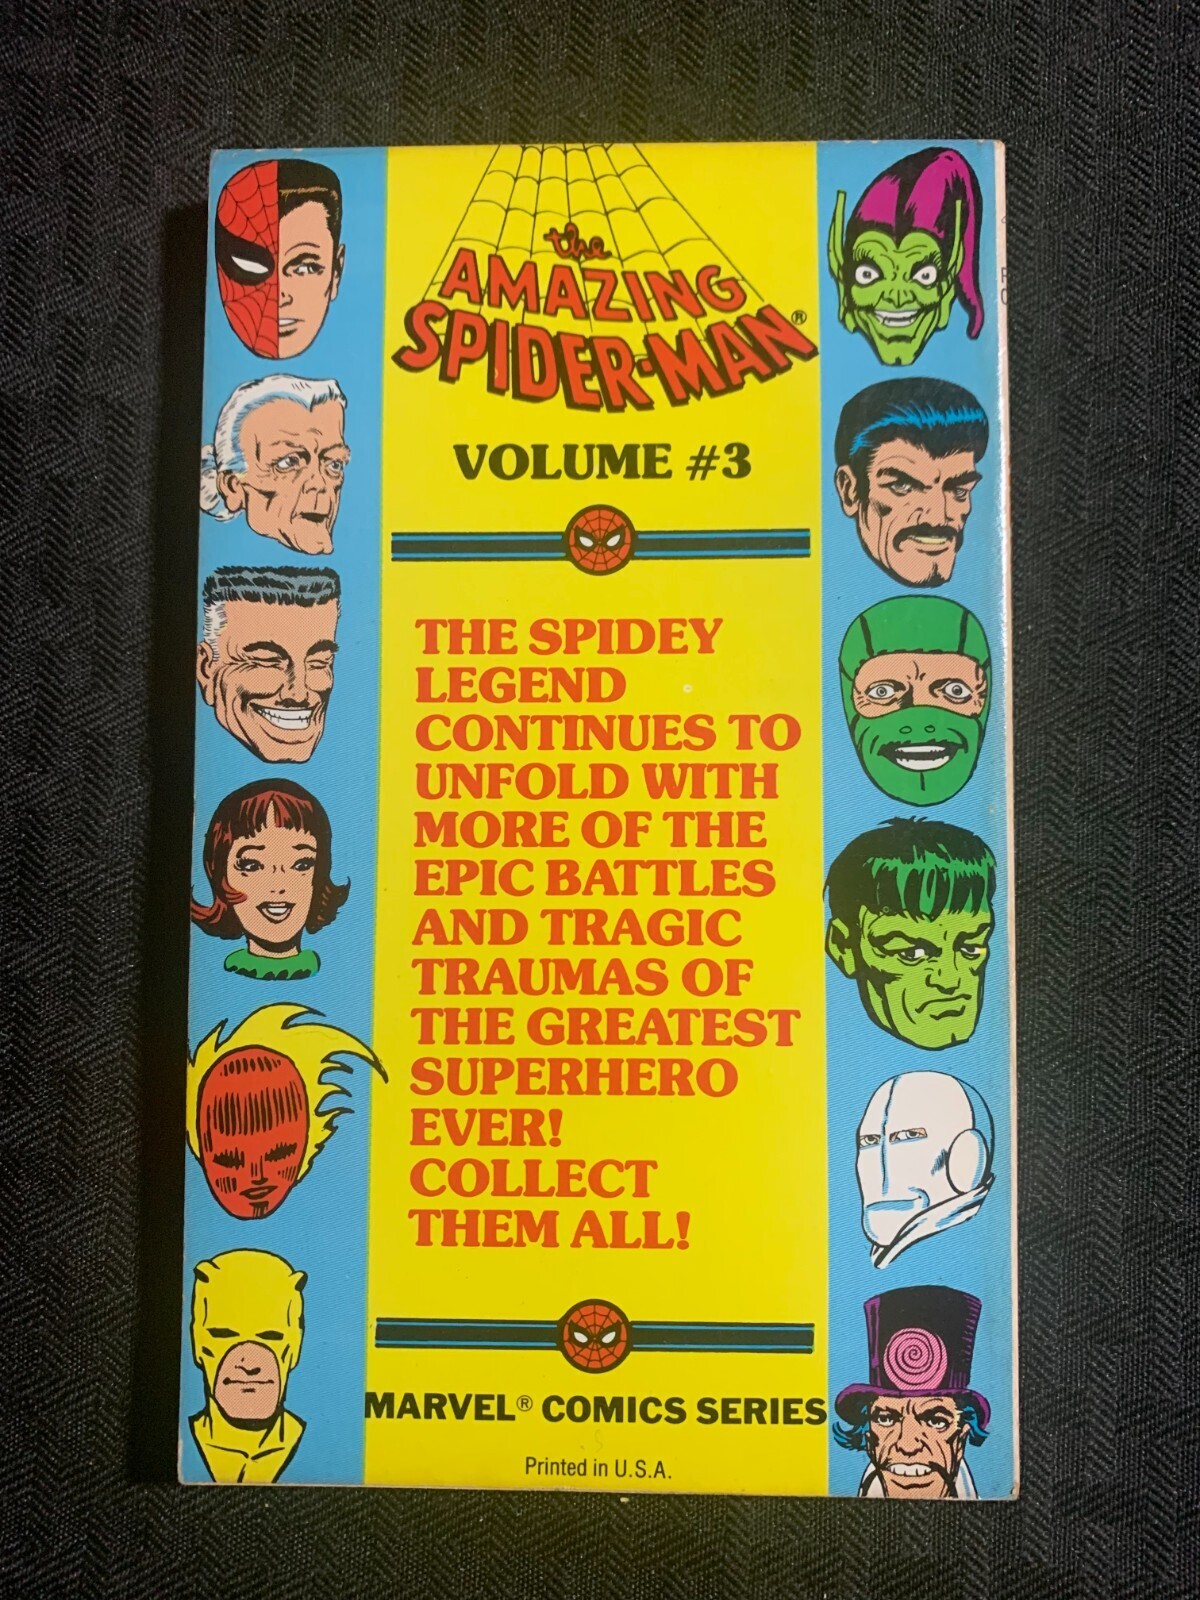 the
AMAZING
SPIDER-MAN®
VOLUME #3
THE SPIDEY
LEGEND
CONTINUES TO
UNFOLD WITH
MORE OF THE
EPIC BATTLES
AND TRAGIC
TRAUMAS OF
THE GREATEST
SUPERHERO
EVER!
COLLECT
THEM ALL!
MARVEL® COMICS SERIES
Printed in U.S.A.